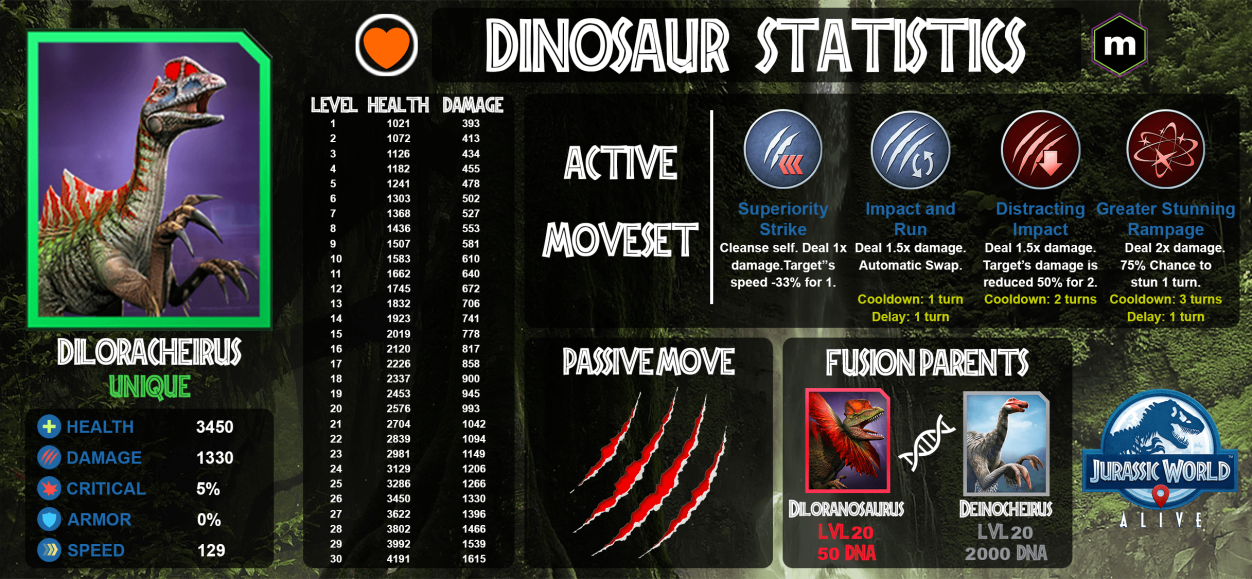 DINOSAUR STATISTICS
m
DILORACHEIRUS
UNIQUE
HEALTH 3450
DAMAGE 1330
CRITICAL 5%
ARMOR 0%
SPEED 129
LEVEL HEALTH DAMAGE
1 1021 393
2 1072 413
3 1126 434
4 1182 455
5 1241 478
6 1303 502
7 1368 527
8 1436 553
9 1507 581
10 1583 610
11 1662 640
12 1745 672
13 1832 706
14 1923 741
15 2019 778
16 2120 817
17 2226 858
18 2337 900
19 2453 945
20 2576 993
21 2704 1042
22 2839 1094
23 2981 1149
24 3129 1206
25 3286 1266
26 3450 1330
27 3622 1396
28 3802 1466
29 3992 1539
30 4191 1615
ACTIVE
MOVESET
Superiority
Strike
Cleanse self. Deal 1x
damage.Target"s
speed -33% for 1.
Impact and
Run
Deal 1.5x damage.
Automatic Swap.
Cooldown: 1 turn
Delay: 1 turn
Distracting
Impact
Deal 1.5x damage.
Target's damage is
reduced 50% for 2.
Cooldown: 2 turns
Greater Stunning
Rampage
Deal 2x damage.
75% Chance to
stun 1 turn.
Cooldown: 3 turns
Delay: 1 turn
PASSIVE MOVE
FUSION PARENTS
DILORANOSAURUS
LVL 20
50 DNA
DEINOCHEIRUS
LVL 20
2000 DNA
JURASSIC WORLD
ALIVE